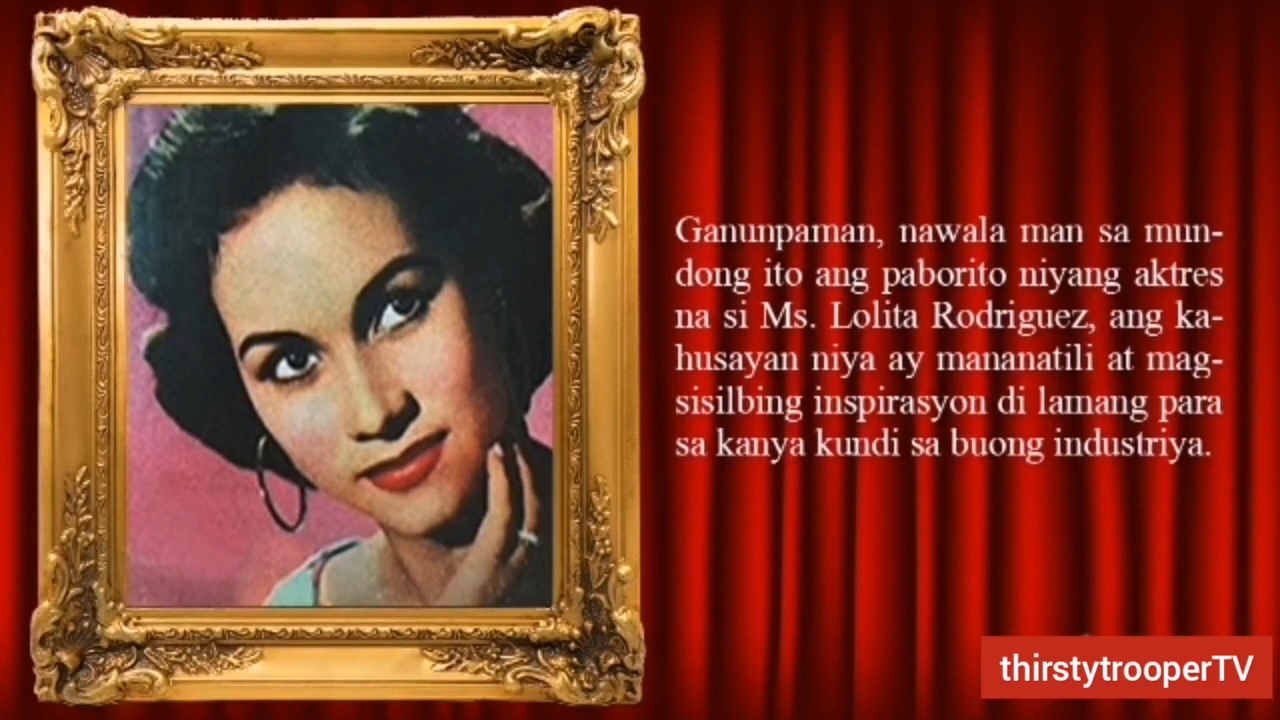 Ganunpaman, nawala man sa mun-
dong ito ang paborito niyang aktres
na si Ms. Lolita Rodriguez, ang ka-
husayan niya ay mananatili at mag-
sisilbing inspirasyon di lamang para
sa kanya kundi sa buong industriya.
thirstytrooperTV